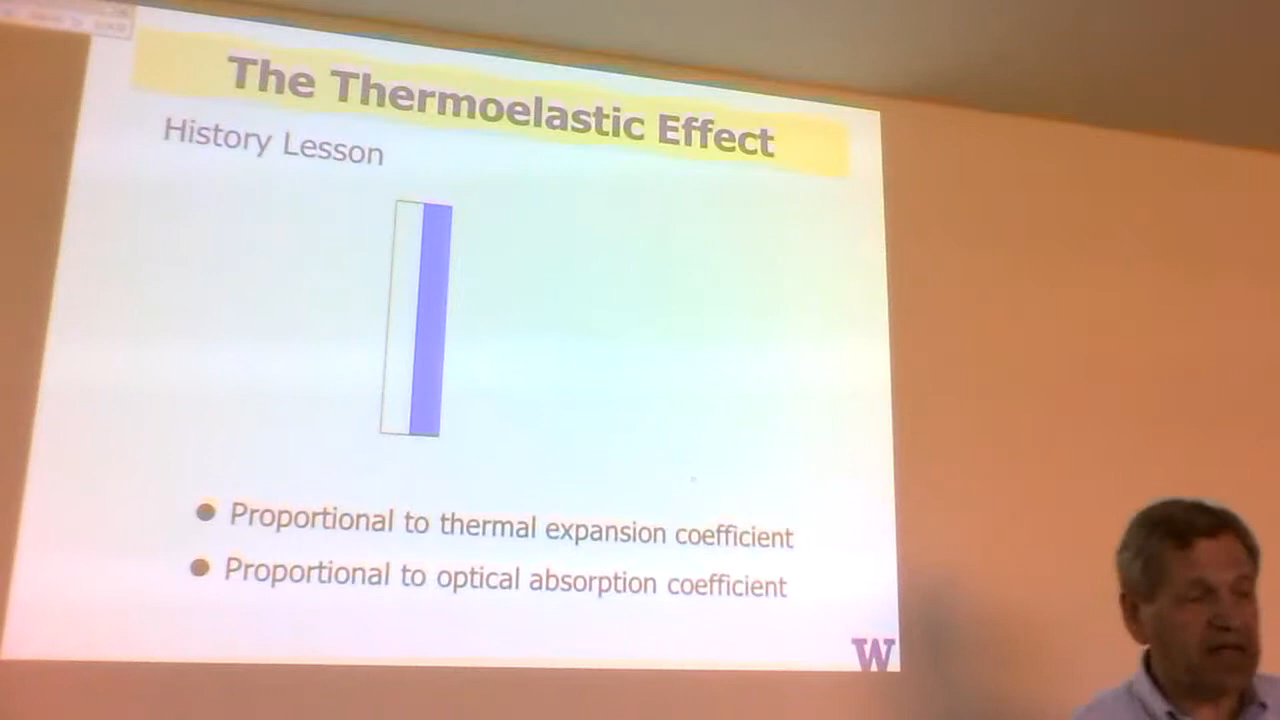 The Thermoelastic Effect
History Lesson
Proportional to thermal expansion coefficient
Proportional to optical absorption coefficient
W